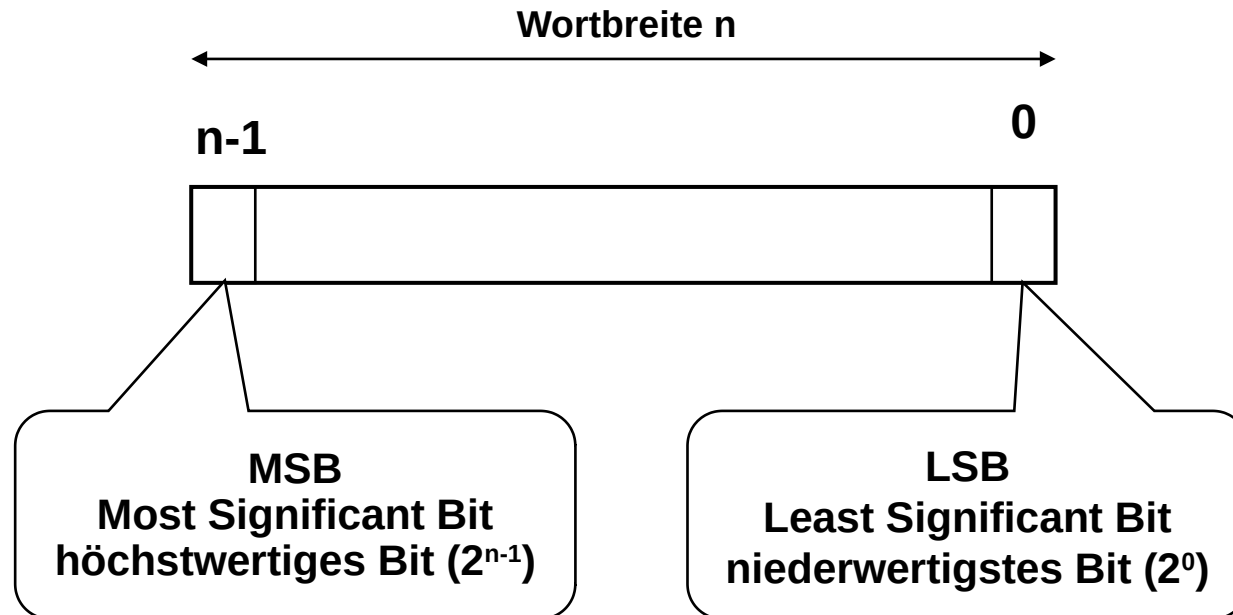 Wortbreite n
n-1
0
MSB
Most Significant Bit
höchstwertiges Bit (2ⁿ⁻¹)
LSB
Least Significant Bit
niederwertigstes Bit (2⁰)